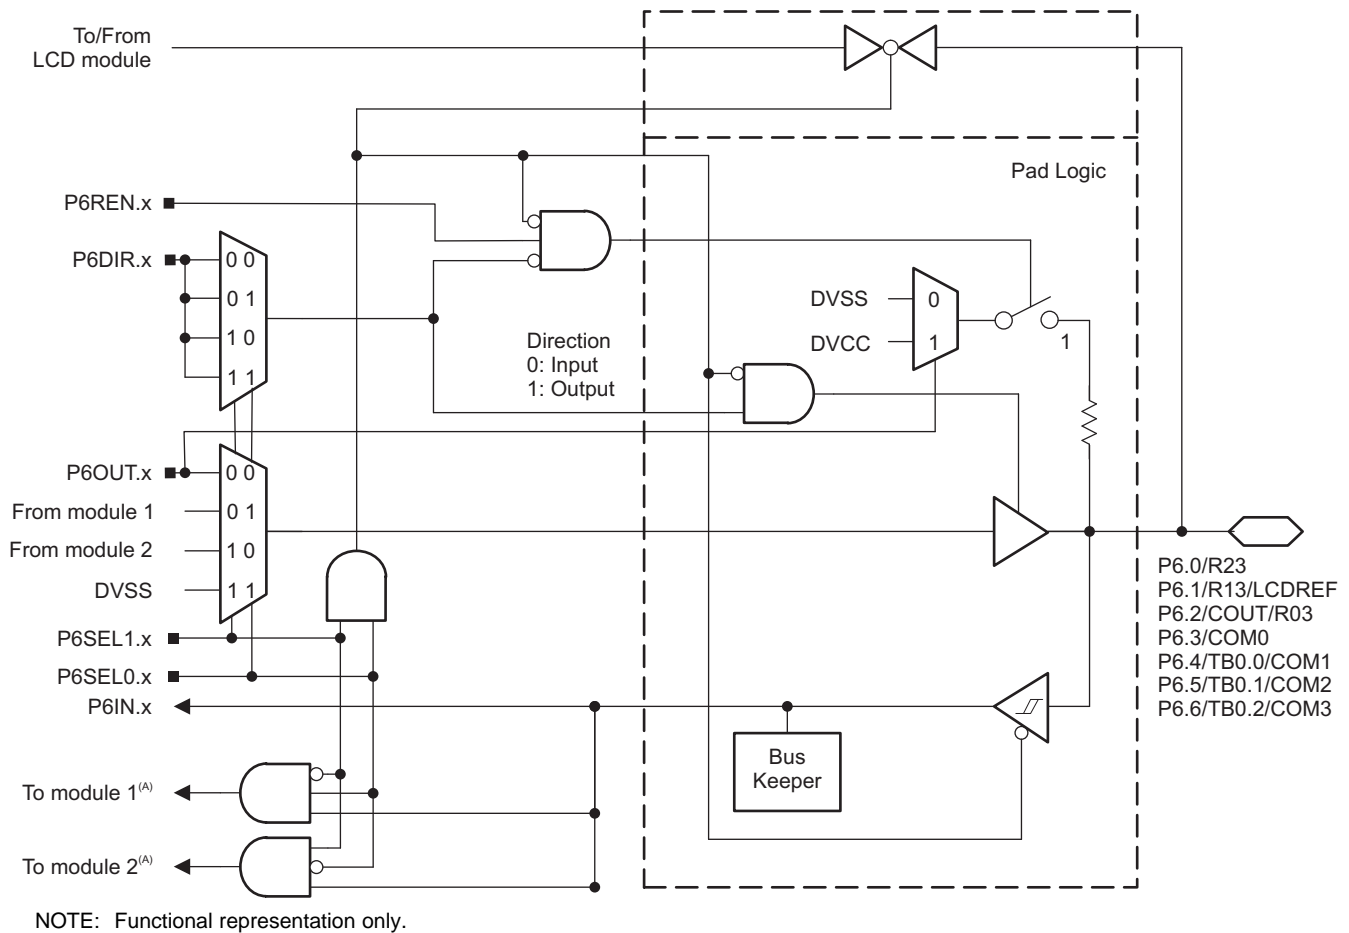 To/From
LCD module
Pad Logic
P6REN.x
P6DIR.x
0 0
0 1
1 0
1 1
Direction
0: Input
1: Output
DVSS
DVCC
0
1
1
P6OUT.x
From module 1
From module 2
DVSS
0 0
0 1
1 0
1 1
P6SEL1.x
P6SEL0.x
P6IN.x
P6.0/R23
P6.1/R13/LCDREF
P6.2/COUT/R03
P6.3/COM0
P6.4/TB0.0/COM1
P6.5/TB0.1/COM2
P6.6/TB0.2/COM3
Bus
Keeper
To module 1(A)
To module 2(A)
NOTE: Functional representation only.